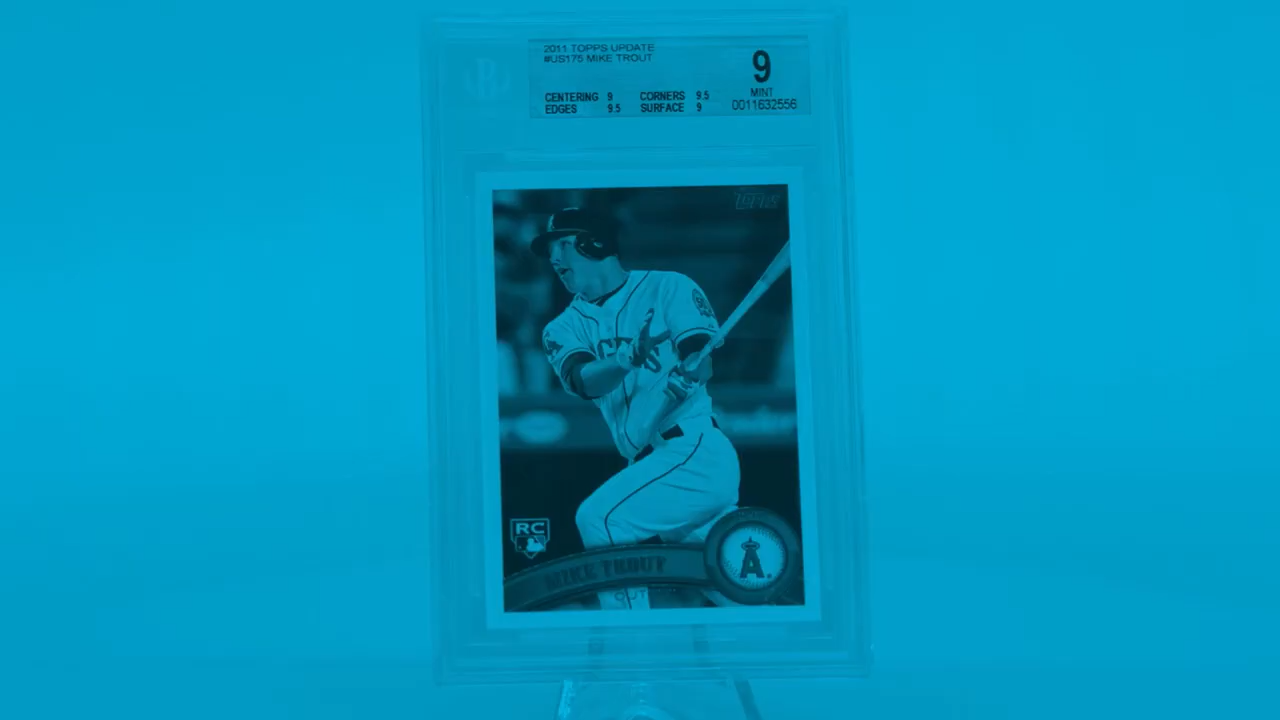 2011 TOPPS UPDATE
#US175 MIKE TROUT
9
MINT
CENTERING 9 CORNERS 9.5
EDGES 9.5 SURFACE 9
0011632556
TOPPS
RC
MIKE TROUT
A